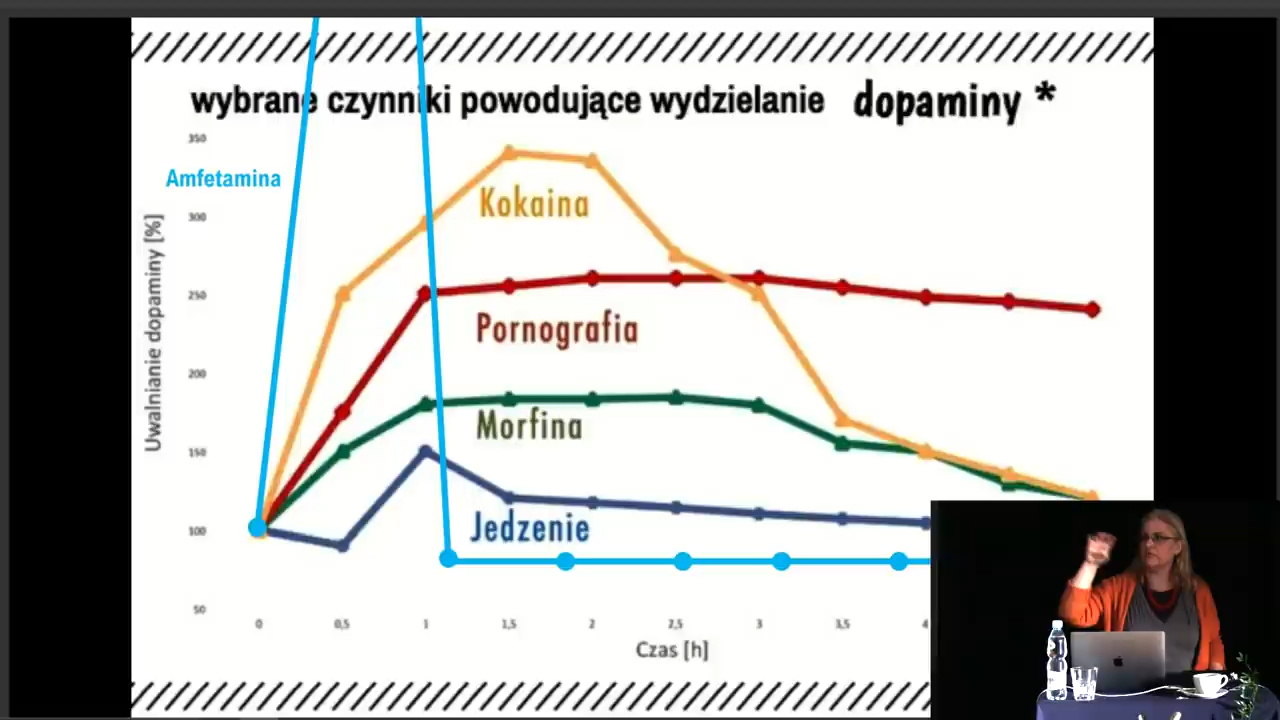 wybrane czynniki powodujące wydzielanie dopaminy *
350
Amfetamina
Kokaina
300
Uwalnianie dopaminy [%]
250
Pornografia
200
Morfina
150
Jedzenie
100
50
0 0,5 1 1,5 2 2,5 3 3,5 4
Czas [h]